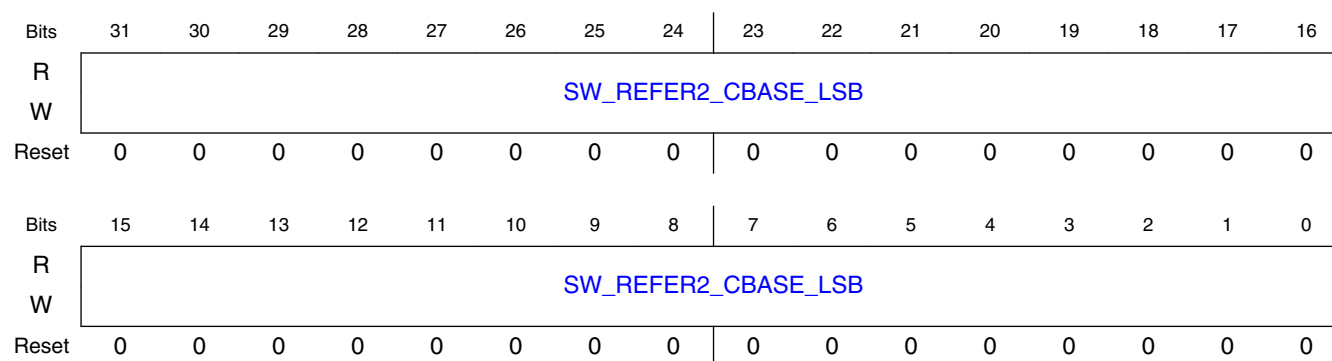 Bits 31 30 29 28 27 26 25 24 23 22 21 20 19 18 17 16
R
SW_REFER2_CBASE_LSB
W
Reset 0 0 0 0 0 0 0 0 0 0 0 0 0 0 0 0
Bits 15 14 13 12 11 10 9 8 7 6 5 4 3 2 1 0
R
SW_REFER2_CBASE_LSB
W
Reset 0 0 0 0 0 0 0 0 0 0 0 0 0 0 0 0